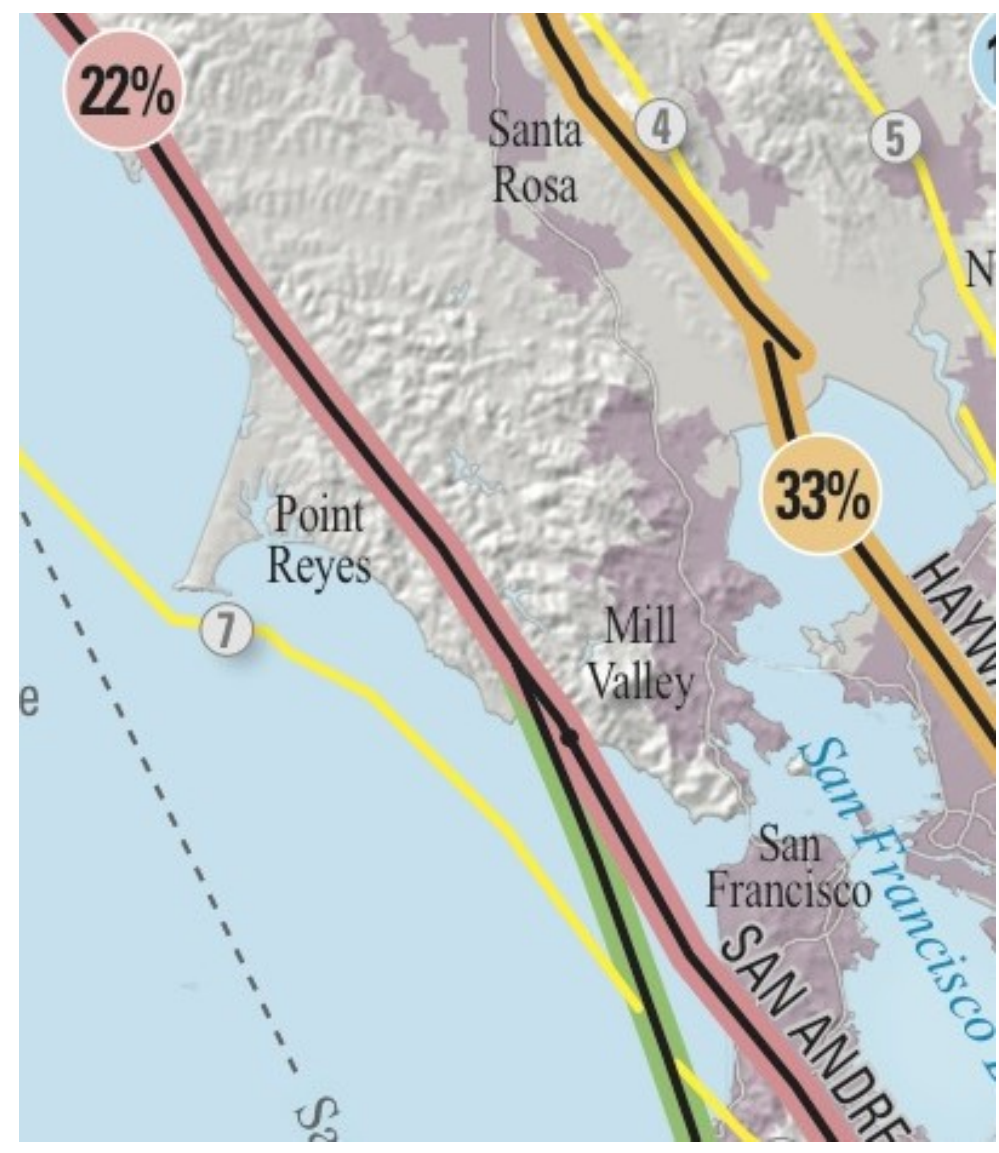 22%
Santa
Rosa
4
5
N
33%
Point
Reyes
7
HAYW
Mill
Valley
e
San Francisco
San
Francisco
SAN ANDRE
Sa